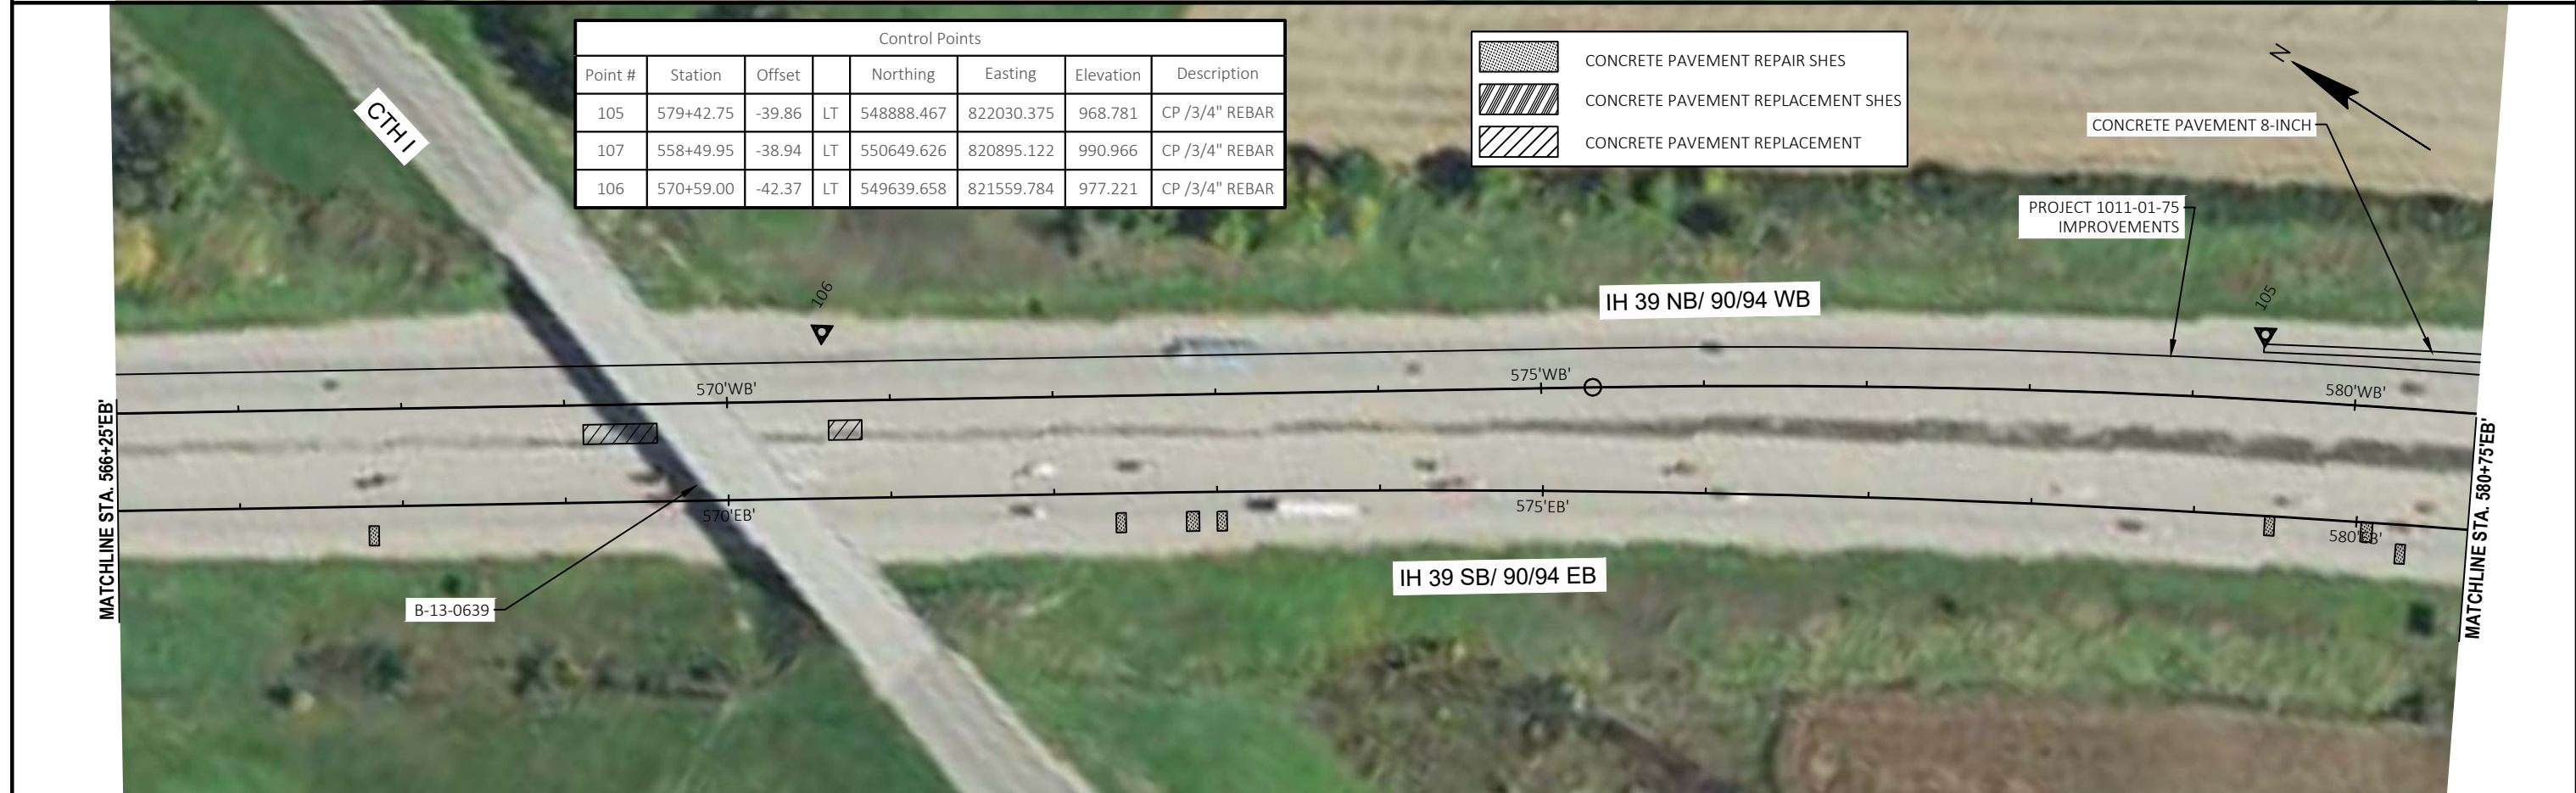 Control Points
Point # Station Offset Northing Easting Elevation Description
105 579+42.75 -39.86 LT 548888.467 822030.375 968.781 CP /3/4" REBAR
107 558+49.95 -38.94 LT 550649.626 820895.122 990.966 CP /3/4" REBAR
106 570+59.00 -42.37 LT 549639.658 821559.784 977.221 CP /3/4" REBAR
CONCRETE PAVEMENT REPAIR SHES
CONCRETE PAVEMENT REPLACEMENT SHES
CONCRETE PAVEMENT REPLACEMENT
N
CTH I
CONCRETE PAVEMENT 8-INCH
PROJECT 1011-01-75
IMPROVEMENTS
106
105
IH 39 NB/ 90/94 WB
570'WB'
575'WB'
580'WB'
MATCHLINE STA. 566+25'EB'
MATCHLINE STA. 580+75'EB'
570'EB'
575'EB'
580'EB'
IH 39 SB/ 90/94 EB
B-13-0639